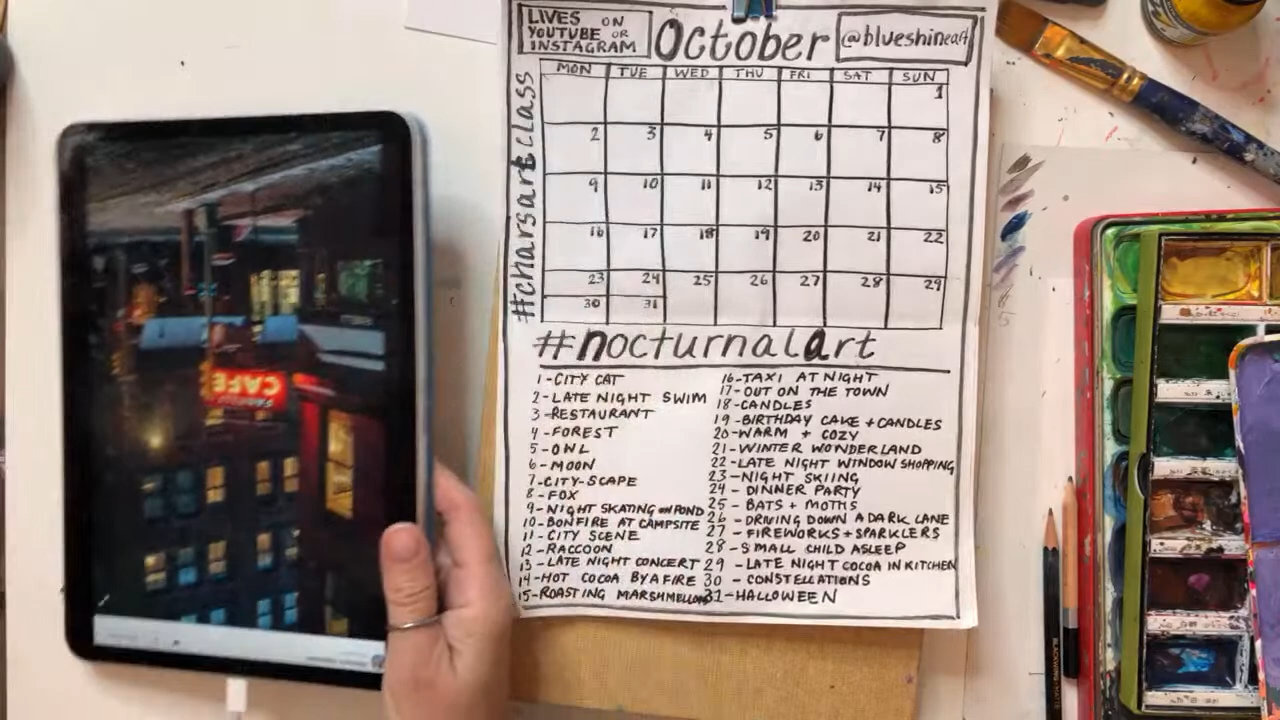 LIVES ON
YOUTUBE OR
INSTAGRAM
October
@blueshineart
#charsartclass
MON TUE WED THU FRI SAT SUN
1
2 3 4 5 6 7 8
9 10 11 12 13 14 15
16 17 18 19 20 21 22
23 24 25 26 27 28 29
30 31
#nocturnalart
1-CITY CAT
2-LATE NIGHT SWIM
3-RESTAURANT
4-FOREST
5-OWL
6-MOON
7-CITY-SCAPE
8-FOX
9-NIGHT SKATING ON POND
10-BONFIRE AT CAMPSITE
11-CITY SCENE
12-RACCOON
13-LATE NIGHT CONCERT
14-HOT COCOA BY A FIRE
15-ROASTING MARSHMELLOWS
16-TAXI AT NIGHT
17-OUT ON THE TOWN
18-CANDLES
19-BIRTHDAY CAKE + CANDLES
20-WARM + COZY
21-WINTER WONDERLAND
22-LATE NIGHT WINDOW SHOPPING
23-NIGHT SKIING
24-DINNER PARTY
25-BATS + MOTHS
26-DRIVING DOWN A DARK LANE
27-FIREWORKS + SPARKLERS
28-SMALL CHILD ASLEEP
29-LATE NIGHT COCOA IN KITCHEN
30-CONSTELLATIONS
31-HALLOWEEN
CAFE